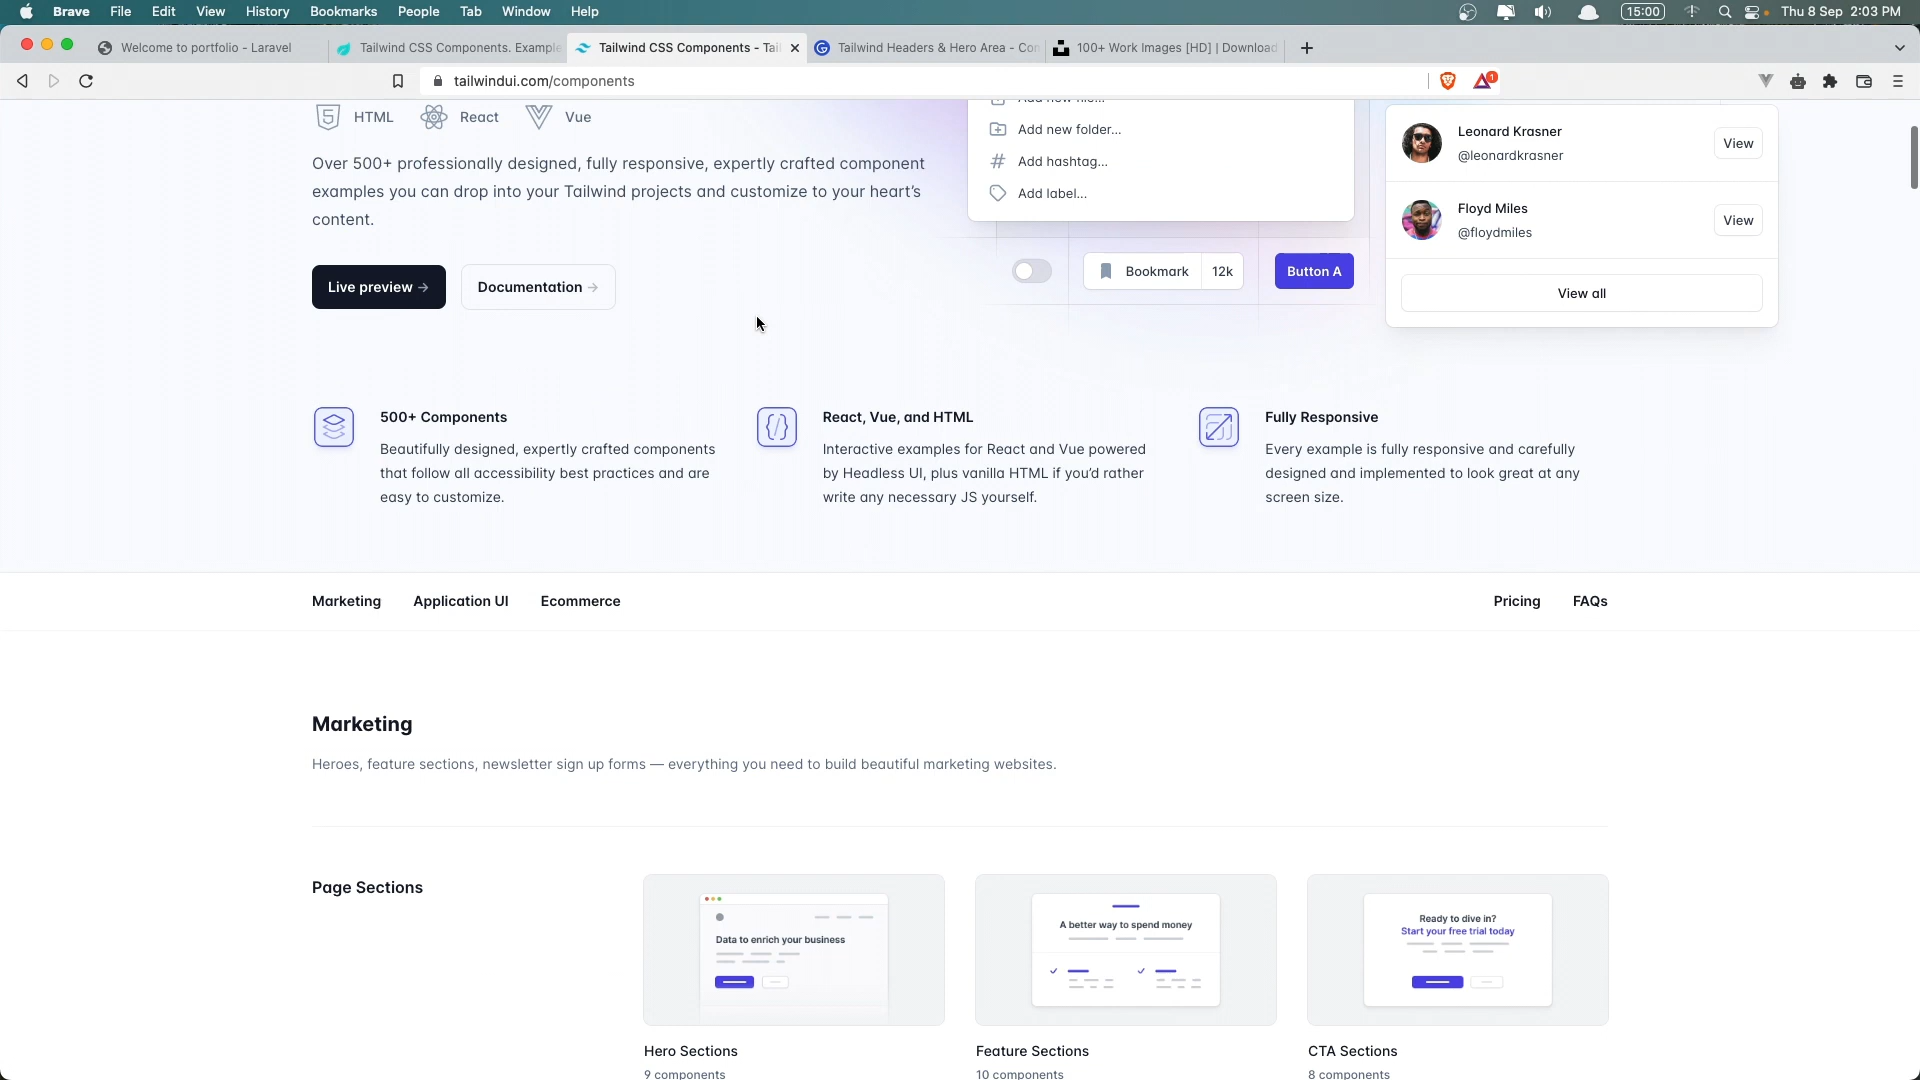 Brave File Edit View History Bookmarks People Tab Window Help 15:00 Thu 8 Sep 2:03 PM
Welcome to portfolio - Laravel Tailwind CSS Components. Example Tailwind CSS Components - Tai Tailwind Headers & Hero Area - Con 100+ Work Images [HD] | Download
tailwindui.com/components 1
HTML React Vue
Over 500+ professionally designed, fully responsive, expertly crafted component
examples you can drop into your Tailwind projects and customize to your heart's
content.
Live preview → Documentation →
Add new file...
Add new folder...
Add hashtag...
Add label...
Bookmark 12k Button A
Leonard Krasner
@leonardkrasner
View
Floyd Miles
@floydmiles
View
View all
500+ Components
Beautifully designed, expertly crafted components
that follow all accessibility best practices and are
easy to customize.
React, Vue, and HTML
Interactive examples for React and Vue powered
by Headless UI, plus vanilla HTML if you'd rather
write any necessary JS yourself.
Fully Responsive
Every example is fully responsive and carefully
designed and implemented to look great at any
screen size.
Marketing Application UI Ecommerce Pricing FAQs
Marketing
Heroes, feature sections, newsletter sign up forms — everything you need to build beautiful marketing websites.
Page Sections
Data to enrich your business
Hero Sections
9 components
A better way to spend money
Feature Sections
10 components
Ready to dive in?
Start your free trial today
CTA Sections
8 components